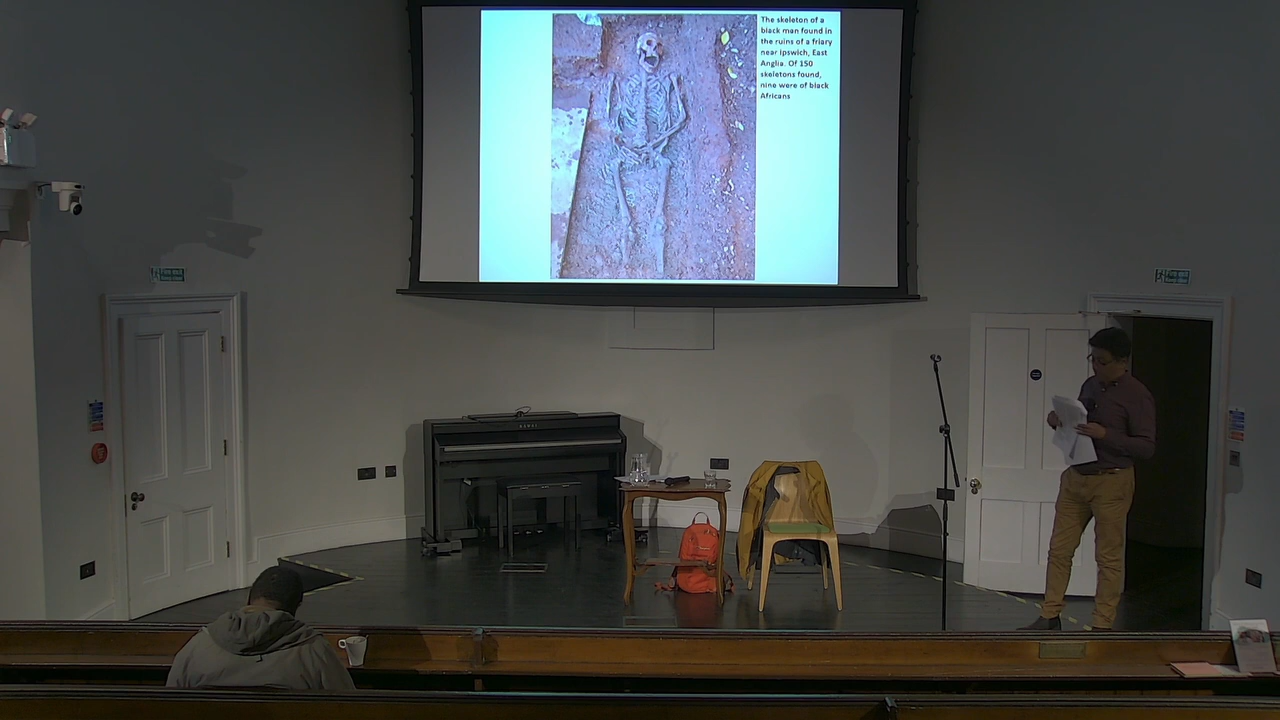 The skeleton of a
black man found in
the ruins of a friary
near Ipswich, East
Anglia. Of 150
skeletons found,
nine were of black
Africans
KAWAI